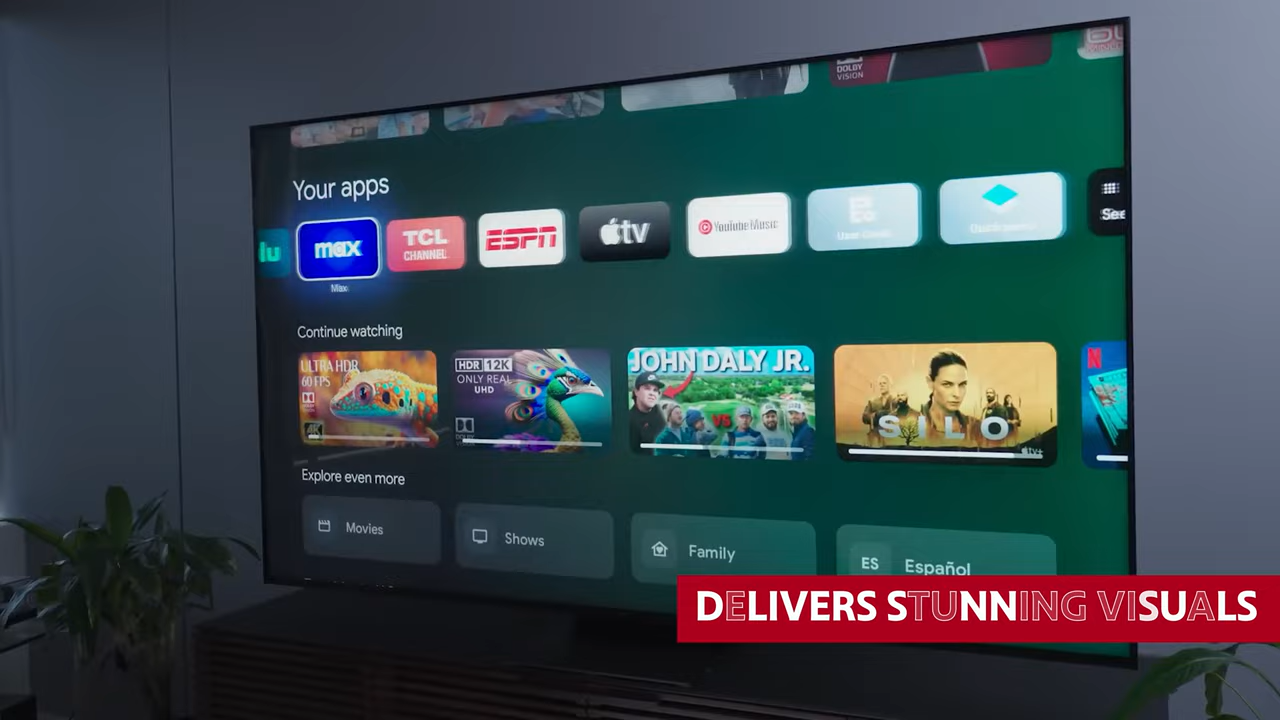 DOLBY
VISION
Your apps
lu
max
TCL
CHANNEL
ESPN
tv
YouTube Music
See
Max
Continue watching
ULTRA HDR
60 FPS
4K
HDR 12K
ONLY REAL
UHD
DOLBY
JOHN DALY JR.
VS
SILO
tv+
N
Explore even more
Movies
Shows
Family
ES Español
DELIVERS STUNNING VISUALS